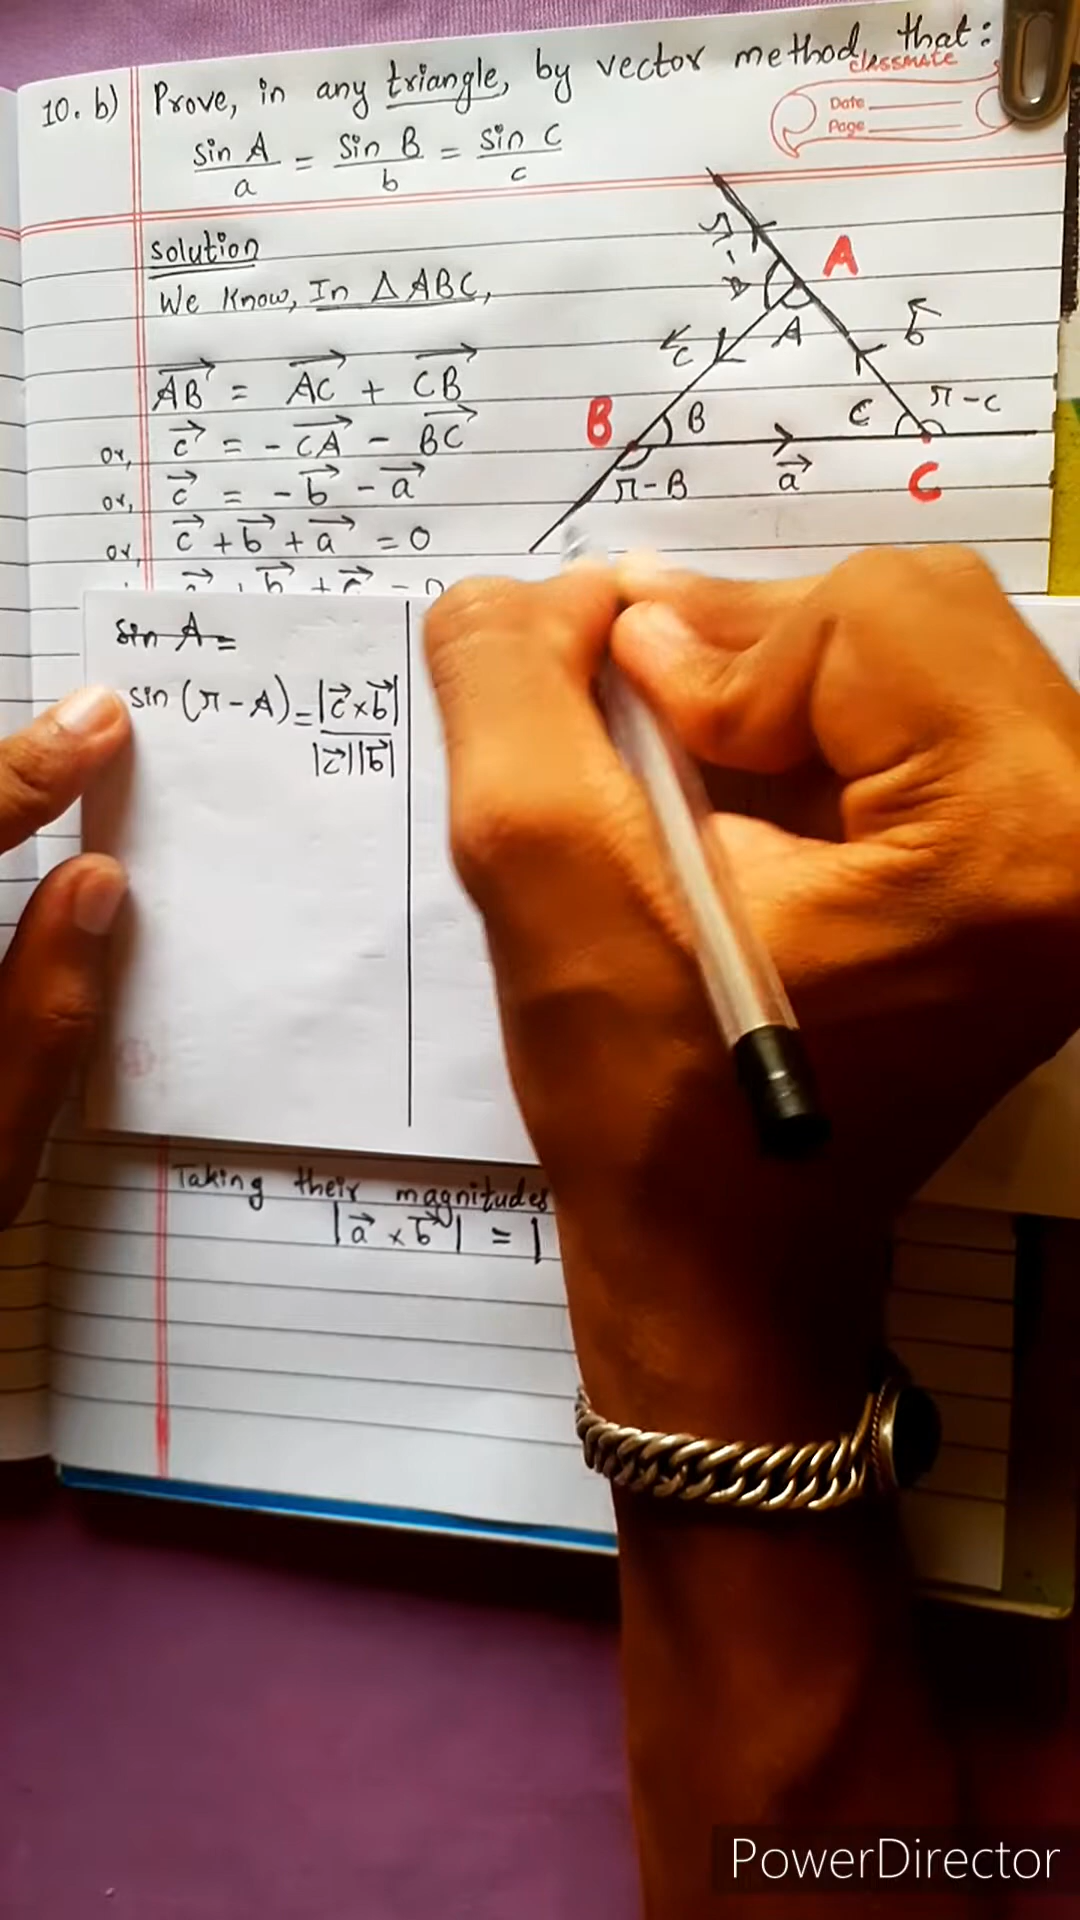 10. b) Prove, in any triangle, by vector method, that:
classmate
Date
Page
sin A/a = sin B/b = sin C/c
Solution
We Know, In △ABC,
AB→ = AC→ + CB→
or, c→ = - CA→ - BC→
or, c→ = - b→ - a→
or, c→ + b→ + a→ = 0
π-A
A
A
c→
b→
B
B
π-B
a→
C
π-C
C
sin A =
sin (π-A) = |c→×b→|
|c→||b→|
Taking their magnitudes
|a→ × b→| = |
PowerDirector